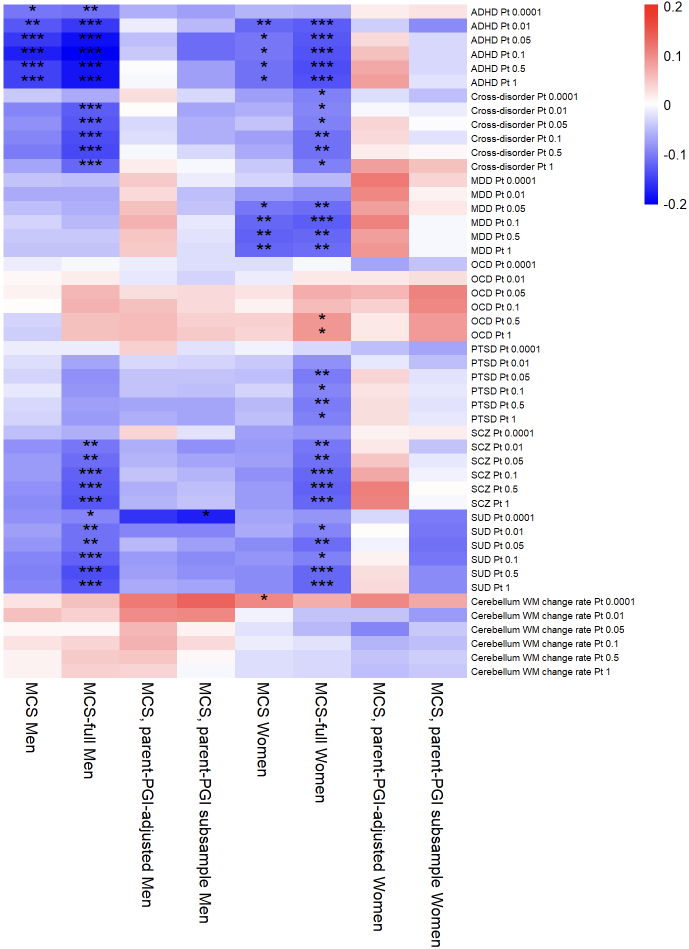 * ** ADHD Pt 0.0001
** *** ** *** ADHD Pt 0.01
*** *** * *** ADHD Pt 0.05
*** *** * *** ADHD Pt 0.1
*** *** * *** ADHD Pt 0.5
*** *** * *** ADHD Pt 1
* Cross-disorder Pt 0.0001
*** * Cross-disorder Pt 0.01
*** * Cross-disorder Pt 0.05
*** ** Cross-disorder Pt 0.1
*** ** Cross-disorder Pt 0.5
*** * Cross-disorder Pt 1
MDD Pt 0.0001
MDD Pt 0.01
* ** MDD Pt 0.05
** *** MDD Pt 0.1
** ** MDD Pt 0.5
** ** MDD Pt 1
OCD Pt 0.0001
OCD Pt 0.01
OCD Pt 0.05
OCD Pt 0.1
* OCD Pt 0.5
* OCD Pt 1
PTSD Pt 0.0001
PTSD Pt 0.01
** PTSD Pt 0.05
* PTSD Pt 0.1
** PTSD Pt 0.5
* PTSD Pt 1
SCZ Pt 0.0001
** ** SCZ Pt 0.01
** ** SCZ Pt 0.05
*** *** SCZ Pt 0.1
*** *** SCZ Pt 0.5
*** *** SCZ Pt 1
* * SUD Pt 0.0001
** * SUD Pt 0.01
** ** SUD Pt 0.05
*** * SUD Pt 0.1
*** *** SUD Pt 0.5
*** *** SUD Pt 1
* Cerebellum WM change rate Pt 0.0001
Cerebellum WM change rate Pt 0.01
Cerebellum WM change rate Pt 0.05
Cerebellum WM change rate Pt 0.1
Cerebellum WM change rate Pt 0.5
Cerebellum WM change rate Pt 1
MCS Men
MCS-full Men
MCS, parent-PGI-adjusted Men
MCS, parent-PGI subsample Men
MCS Women
MCS-full Women
MCS, parent-PGI-adjusted Women
MCS, parent-PGI subsample Women
0.2
0.1
0
-0.1
-0.2